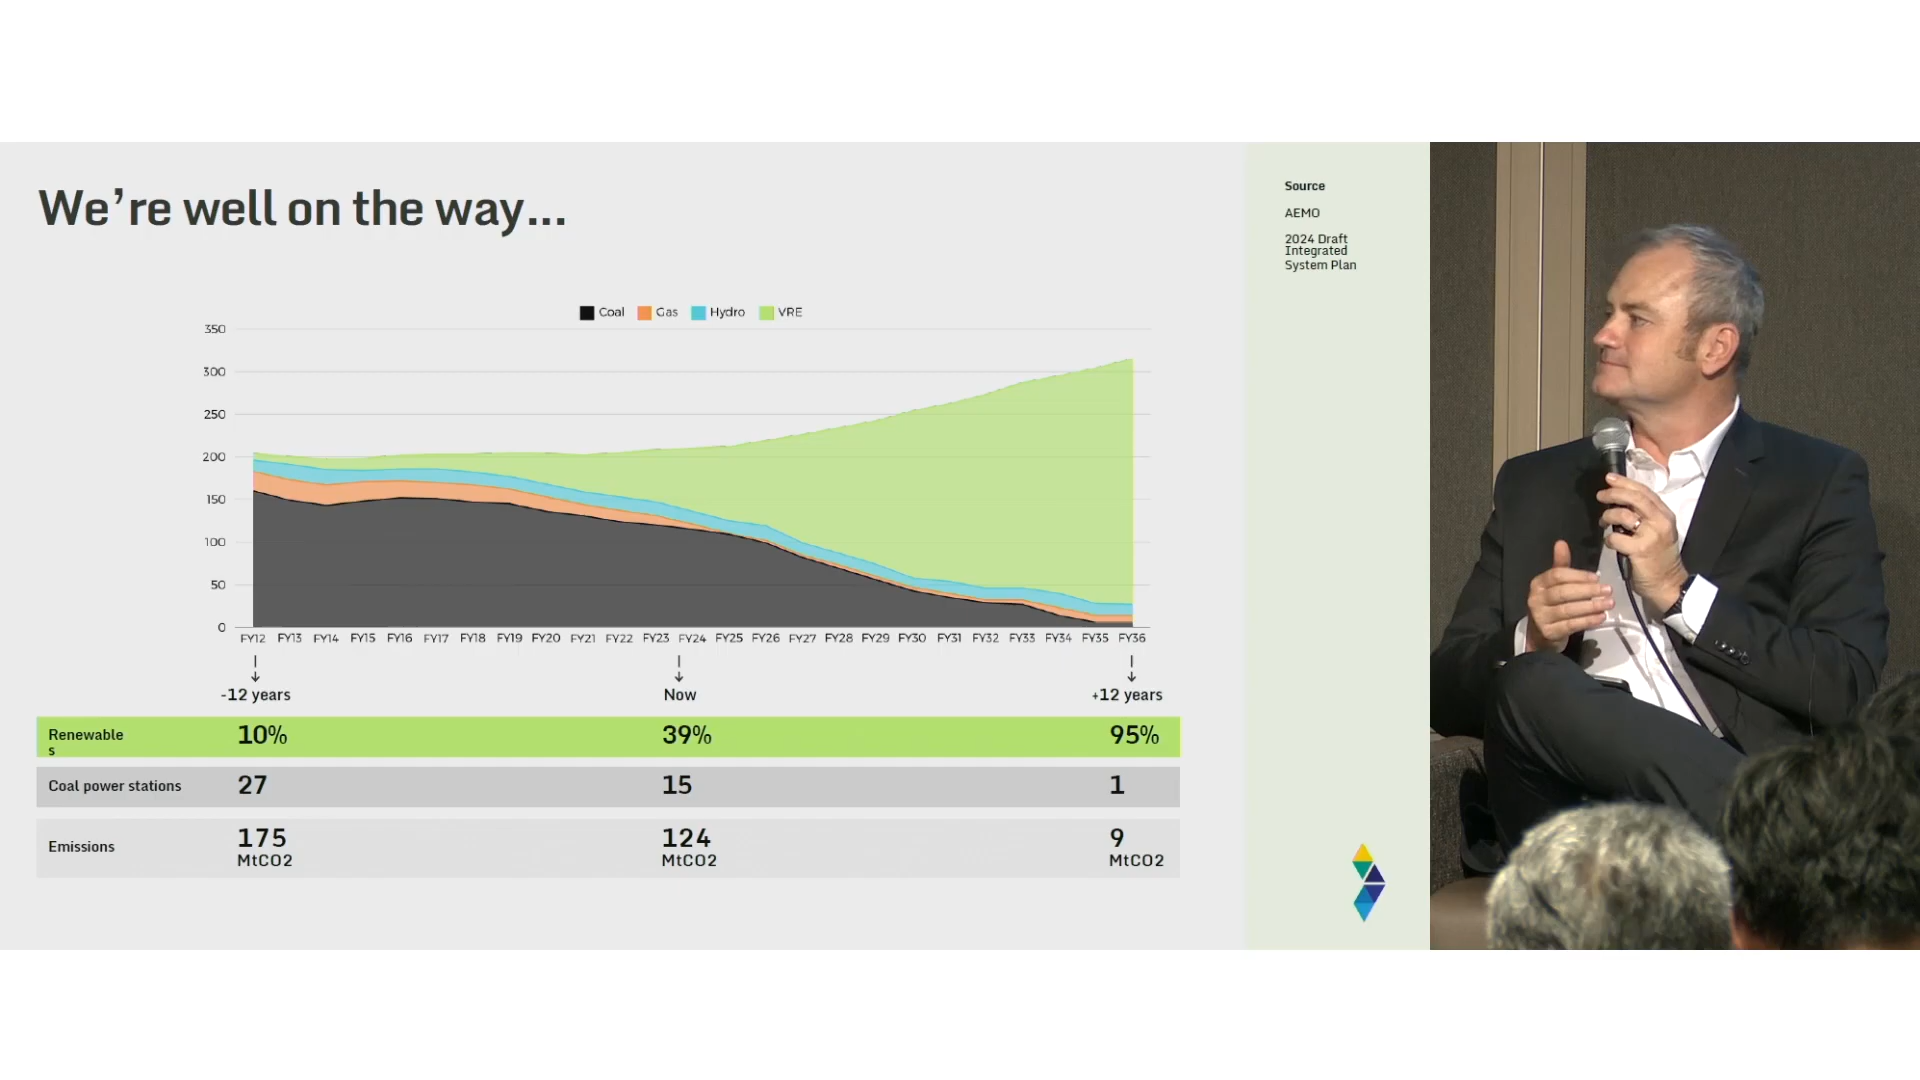 We’re well on the way...
Coal Gas Hydro VRE
350
300
250
200
150
100
50
0
FY12 FY13 FY14 FY15 FY16 FY17 FY18 FY19 FY20 FY21 FY22 FY23 FY24 FY25 FY26 FY27 FY28 FY29 FY30 FY31 FY32 FY33 FY34 FY35 FY36
-12 years Now +12 years
Renewable
s
10% 39% 95%
Coal power stations 27 15 1
Emissions
175 124 9
MtCO2 MtCO2 MtCO2
Source
AEMO
2024 Draft
Integrated
System Plan